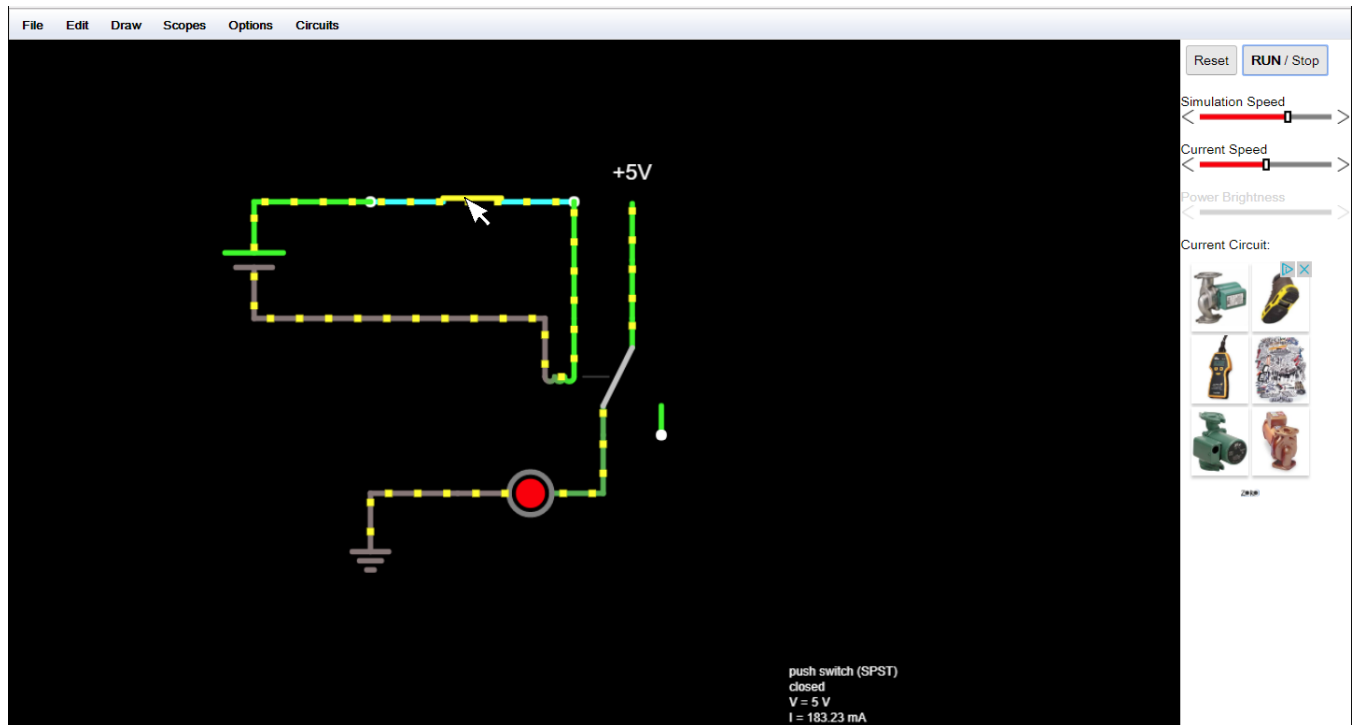 File Edit Draw Scopes Options Circuits
Reset RUN / Stop
Simulation Speed
Current Speed
Power Brightness
Current Circuit:
+5V
push switch (SPST)
closed
V = 5 V
I = 183.23 mA